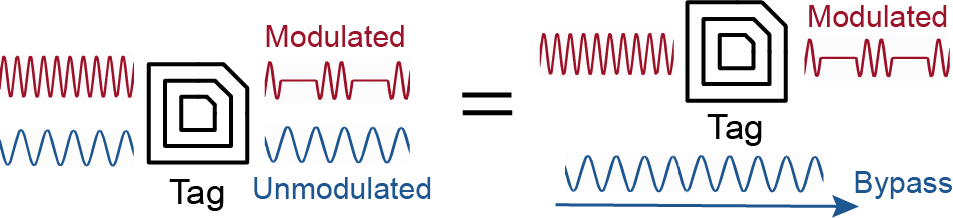 Modulated
Tag
Unmodulated
=
Modulated
Tag
Bypass